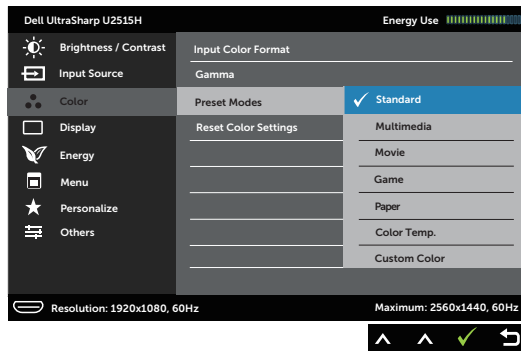 Dell UltraSharp U2515H
Energy Use
Brightness / Contrast
Input Source
Color
Display
Energy
Menu
Personalize
Others
Input Color Format
Gamma
Preset Modes
Reset Color Settings
Standard
Multimedia
Movie
Game
Paper
Color Temp.
Custom Color
Resolution: 1920x1080, 60Hz
Maximum: 2560x1440, 60Hz